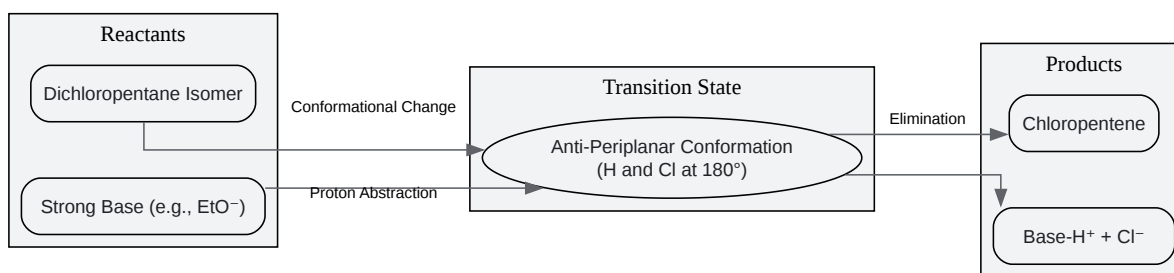 Reactants
Dichloropentane Isomer
Strong Base (e.g., EtO⁻)
Conformational Change
Proton Abstraction
Transition State
Anti-Periplanar Conformation
(H and Cl at 180°)
Elimination
Products
Chloropentene
Base-H⁺ + Cl⁻